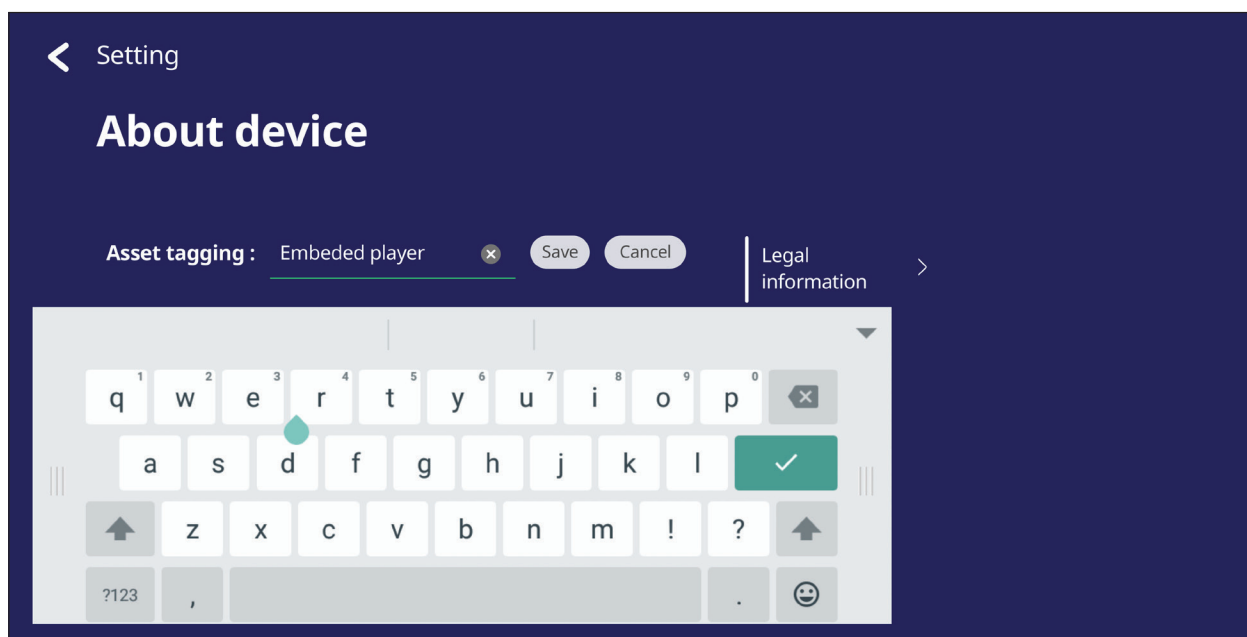 Setting
About device
Asset tagging : Embeded player Save Cancel
Legal
information
1 2 3 4 5 6 7 8 9 0
q w e r t y u i o p
a s d f g h j k l
z x c v b n m ! ?
?123 , .